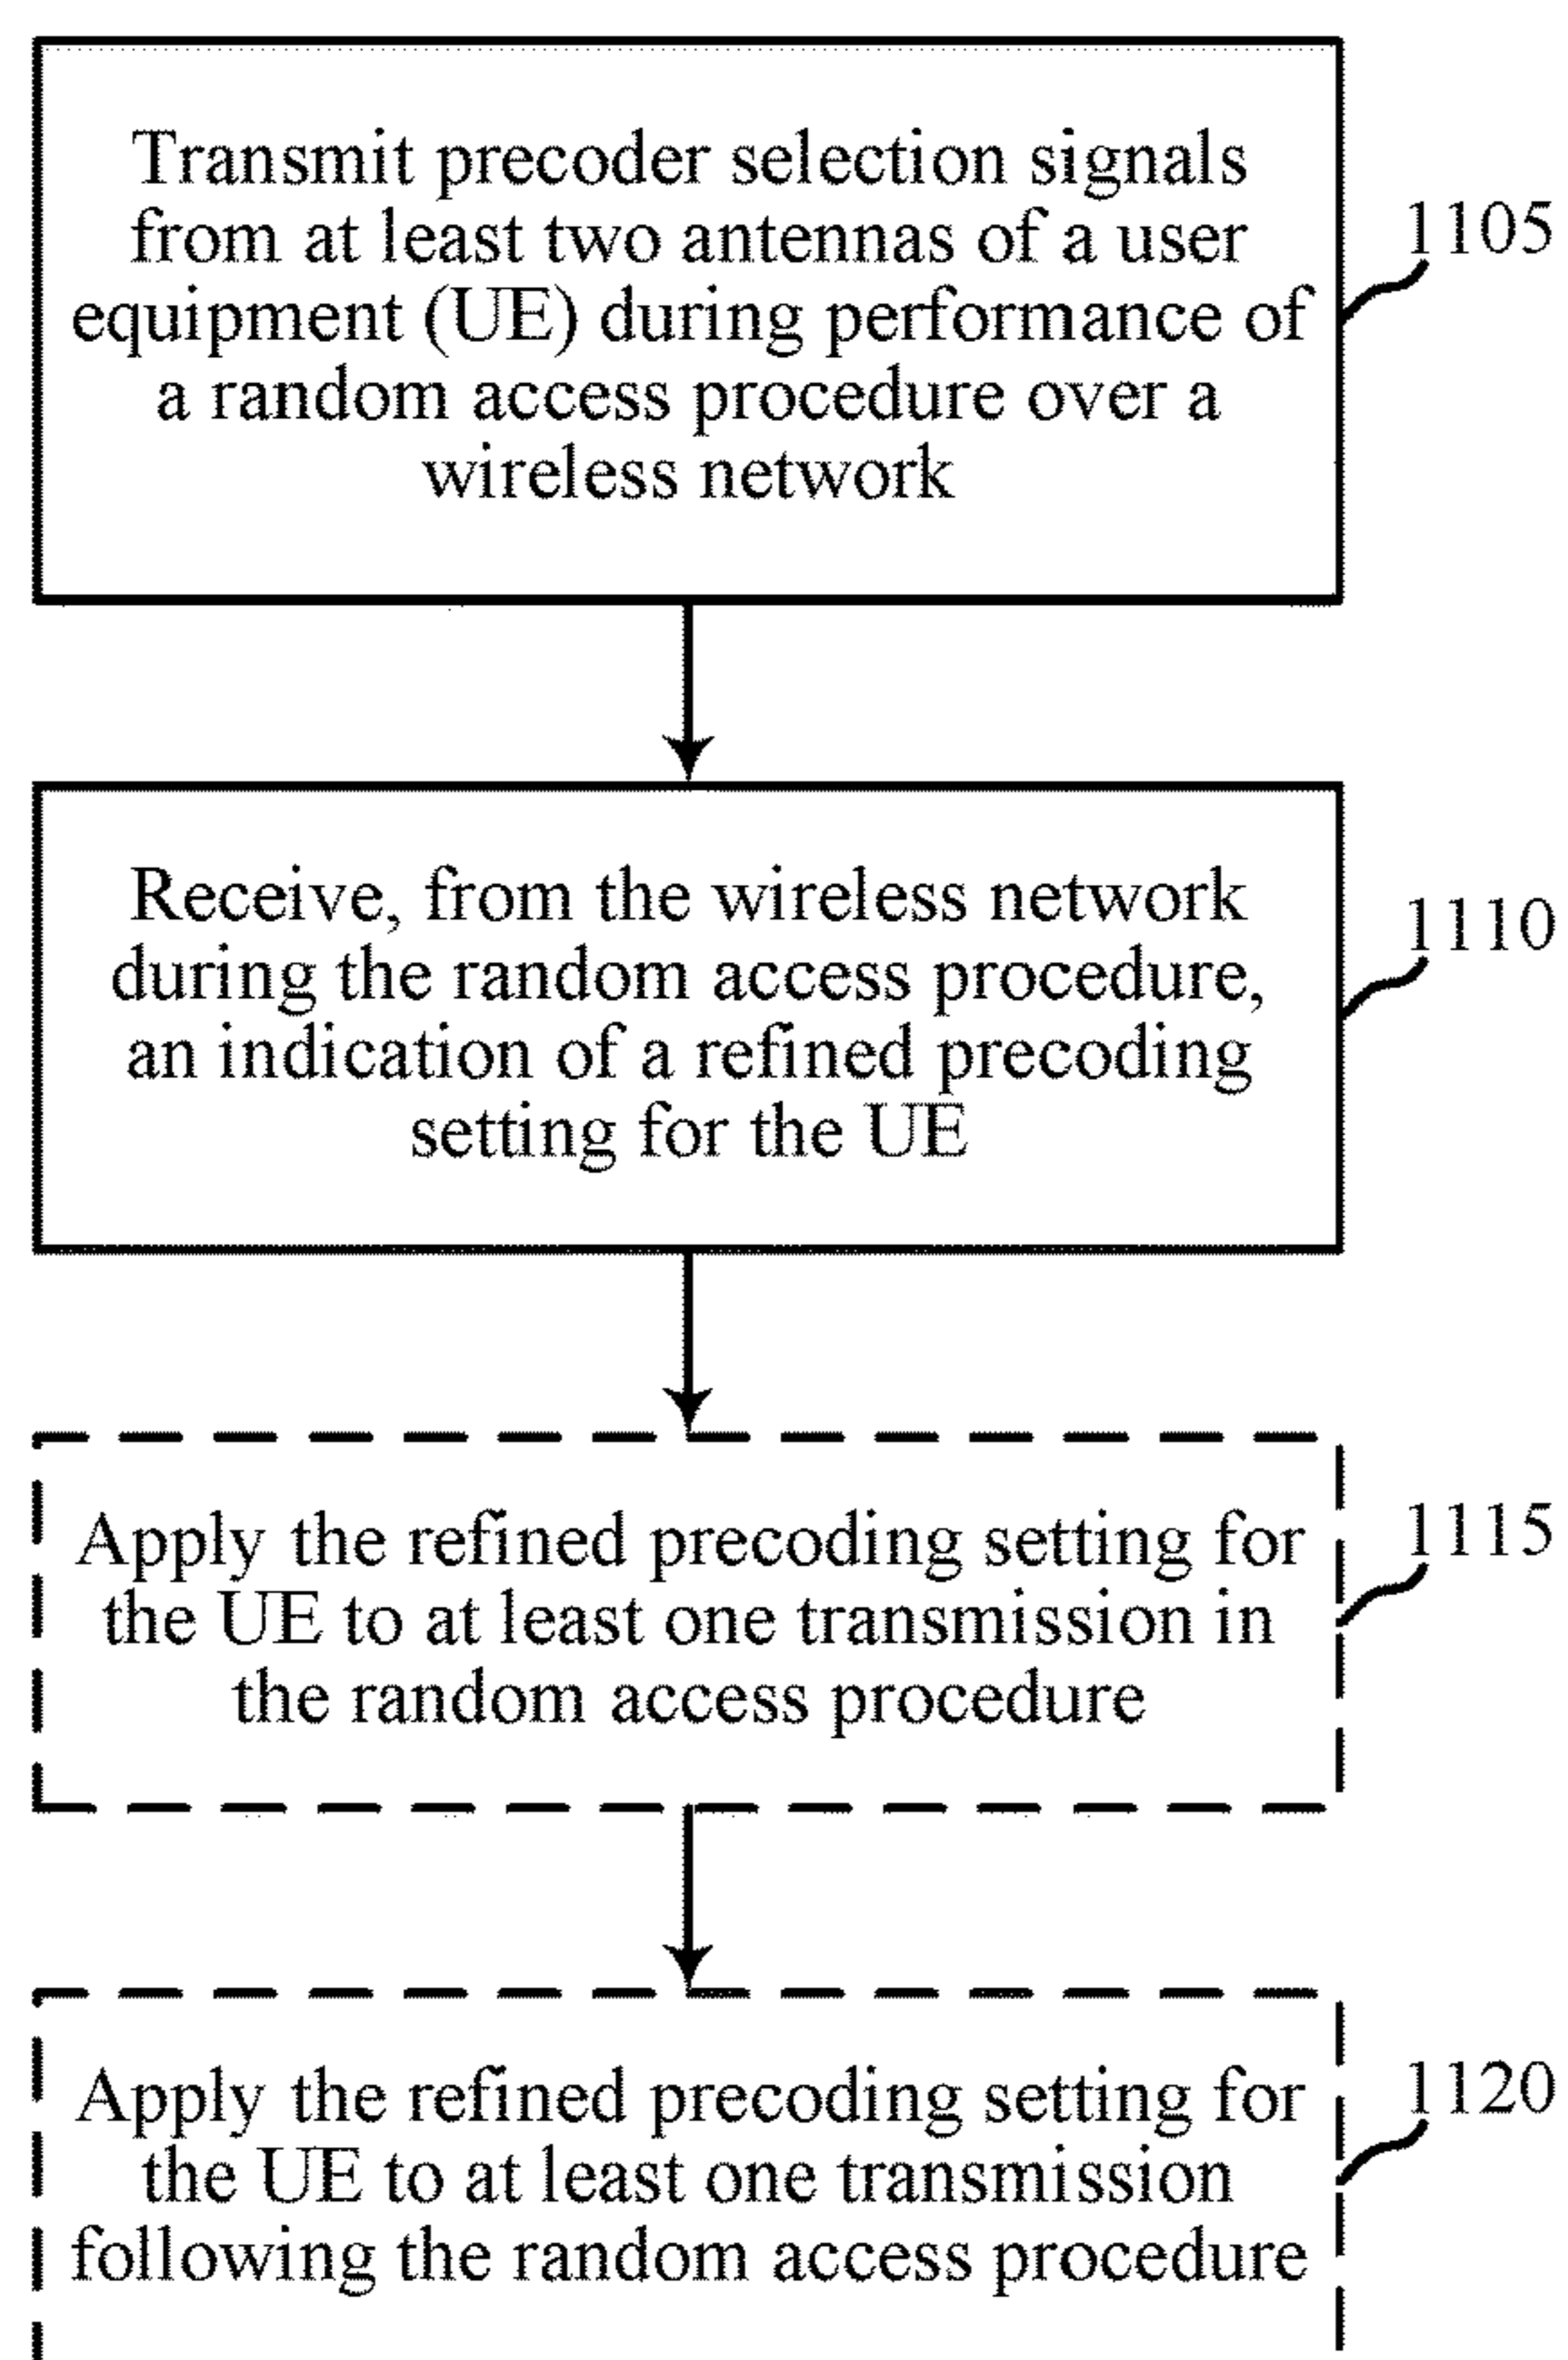 Transmit precoder selection signals
from at least two antennas of a user
equipment (UE) during performance of
a random access procedure over a
wireless network
1105
Receive, from the wireless network
during the random access procedure,
an indication of a refined precoding
setting for the UE
1110
Apply the refined precoding setting for
the UE to at least one transmission in
the random access procedure
1115
Apply the refined precoding setting for
the UE to at least one transmission
following the random access procedure
1120